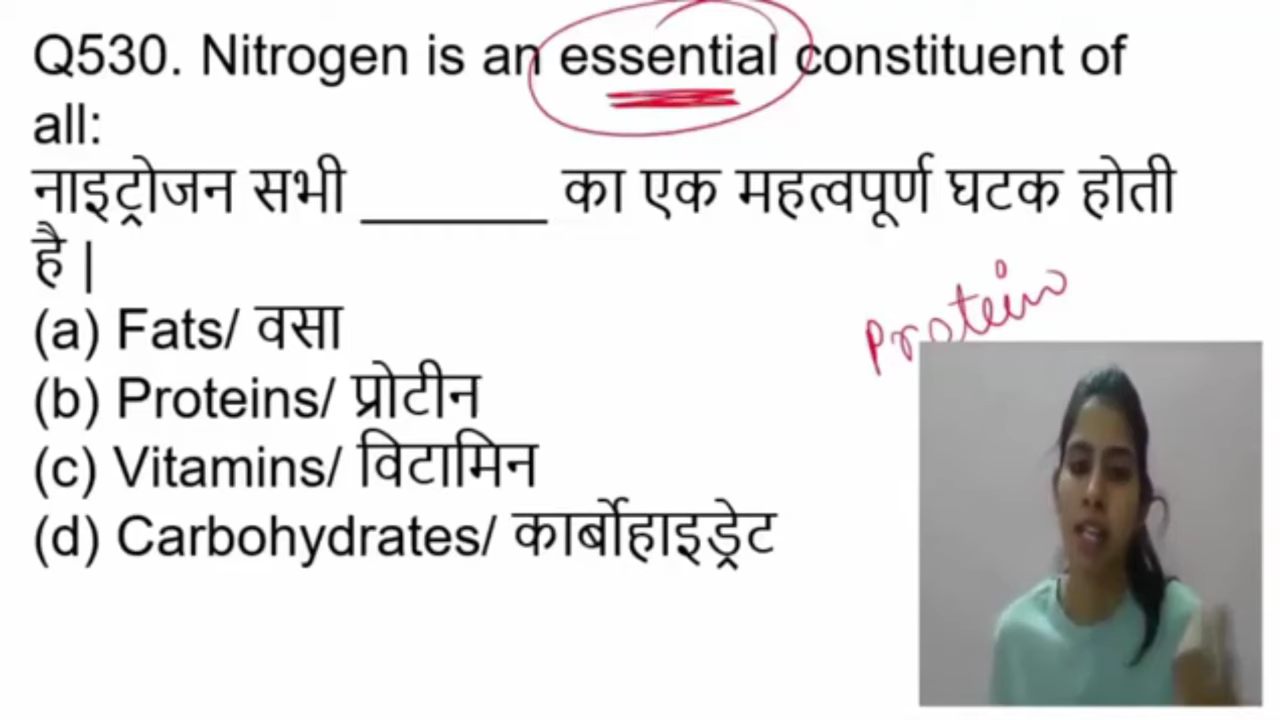 Q530. Nitrogen is an essential constituent of
all:
नाइट्रोजन सभी ______ का एक महत्वपूर्ण घटक होती
है |
(a) Fats/ वसा
(b) Proteins/ प्रोटीन
(c) Vitamins/ विटामिन
(d) Carbohydrates/ कार्बोहाइड्रेट
Protein